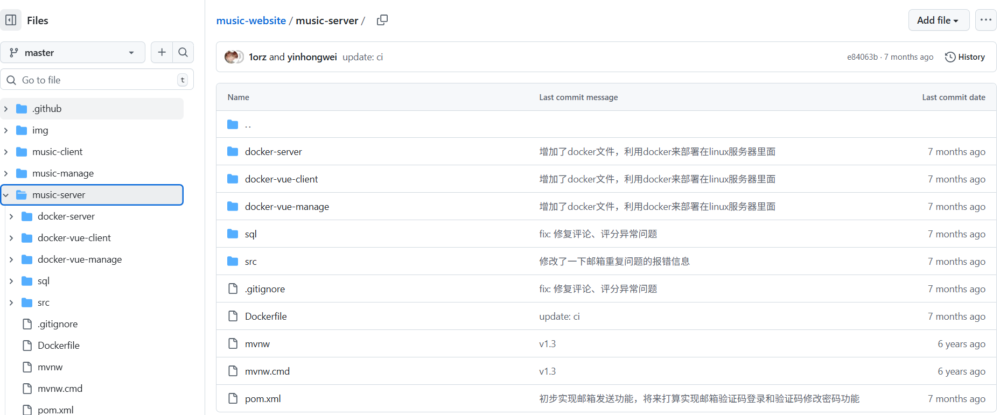 Files
master
Go to file
t
.github
img
music-client
music-manage
music-server
docker-server
docker-vue-client
docker-vue-manage
sql
src
.gitignore
Dockerfile
mvnw
mvnw.cmd
pom.xml
music-website / music-server /
Add file
1orz and yinhongwei update: ci
e84063b · 7 months ago History
Name Last commit message Last commit date
..
docker-server 增加了docker文件，利用docker来部署在linux服务器里面 7 months ago
docker-vue-client 增加了docker文件，利用docker来部署在linux服务器里面 7 months ago
docker-vue-manage 增加了docker文件，利用docker来部署在linux服务器里面 7 months ago
sql fix: 修复评论、评分异常问题 7 months ago
src 修改了一下邮箱重复问题的报错信息 7 months ago
.gitignore fix: 修复评论、评分异常问题 7 months ago
Dockerfile update: ci 7 months ago
mvnw v1.3 6 years ago
mvnw.cmd v1.3 6 years ago
pom.xml 初步实现邮箱发送功能，将来打算实现邮箱验证码登录和验证码修改密码功能 7 months ago